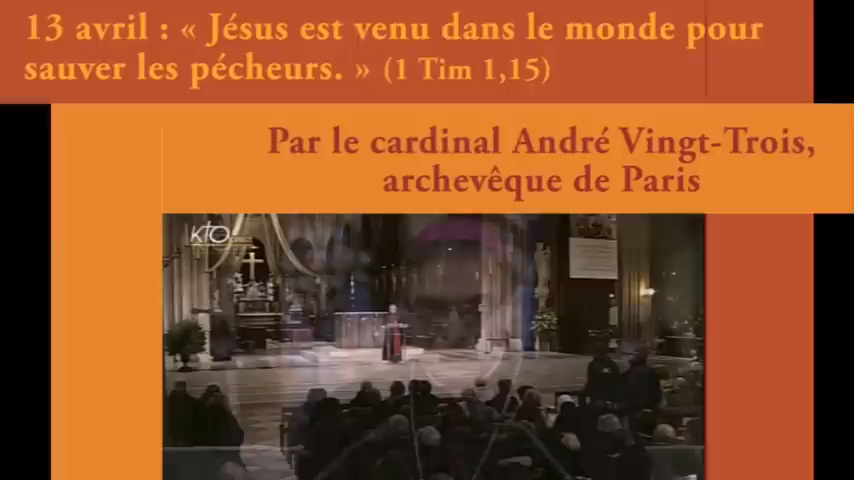 13 avril : « Jésus est venu dans le monde pour
sauver les pécheurs. » (1 Tim 1,15)
Par le cardinal André Vingt-Trois,
archevêque de Paris
KTO